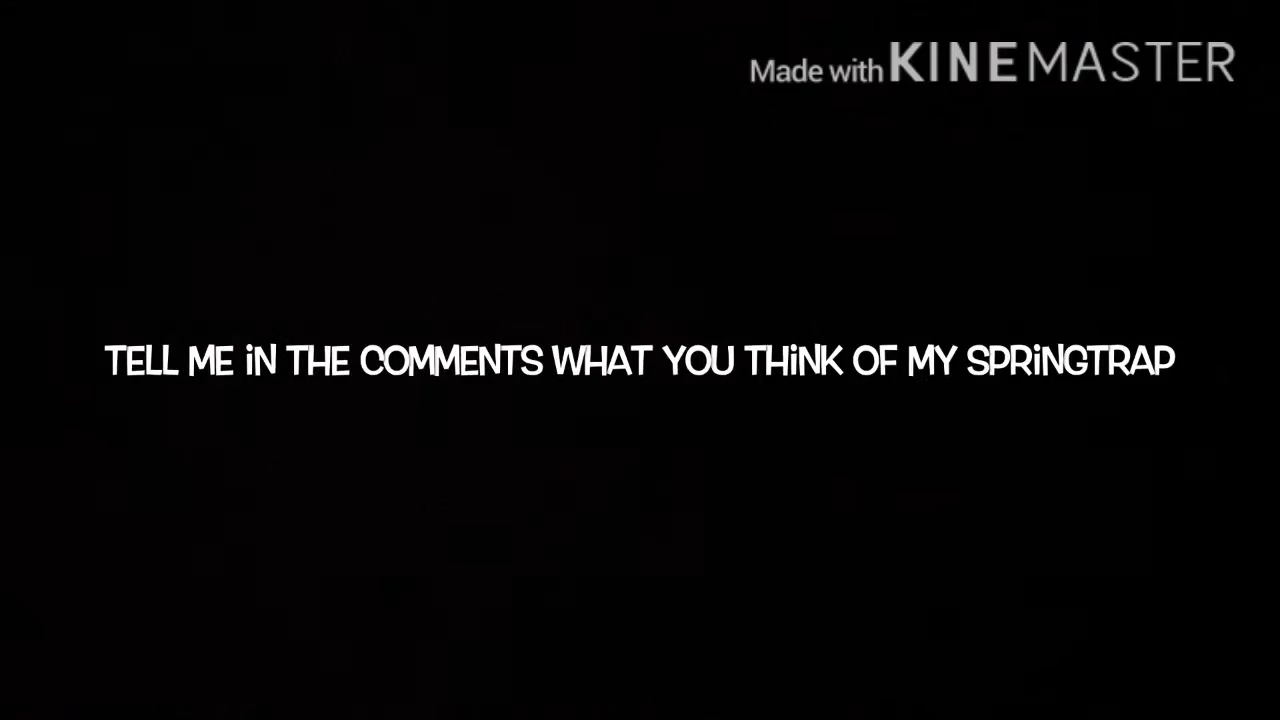 Made with KINEMASTER
TELL ME iN THE COMMENTS WHAT YOU THiNK OF MY SPRiNGTRAP